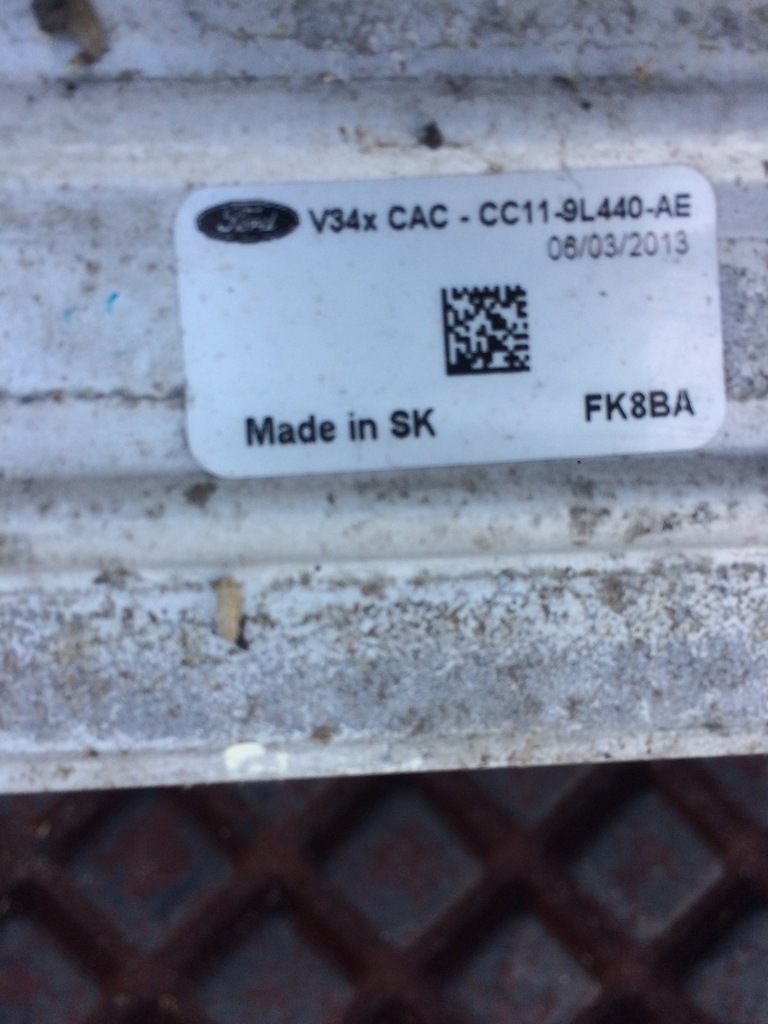 Ford V34x CAC - CC11-9L440-AE
06/03/2013
Made in SK
FK8BA